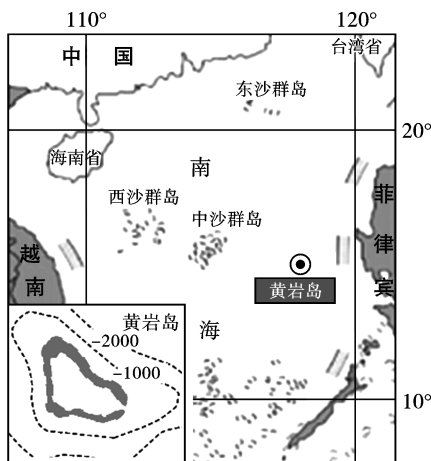 110°
120°
中国
台湾省
东沙群岛
20°
海南省
南
西沙群岛
中沙群岛
菲律宾
越南
黄岩岛
海
黄岩岛
-2000
-1000
10°